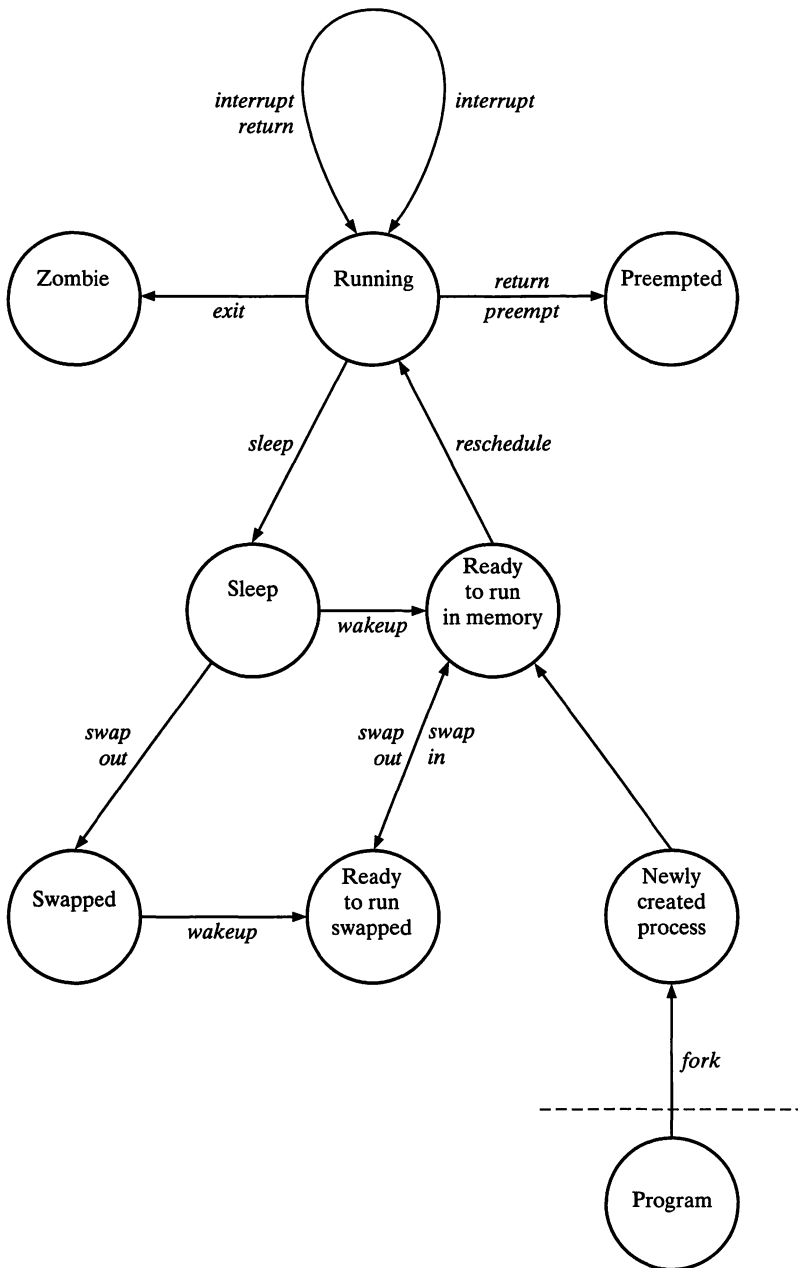 interrupt
return
interrupt
Zombie
Running
Preempted
exit
return
preempt
sleep
reschedule
Sleep
Ready
to run
in memory
wakeup
swap
out
swap
out
swap
in
Swapped
Ready
to run
swapped
Newly
created
process
wakeup
fork
Program